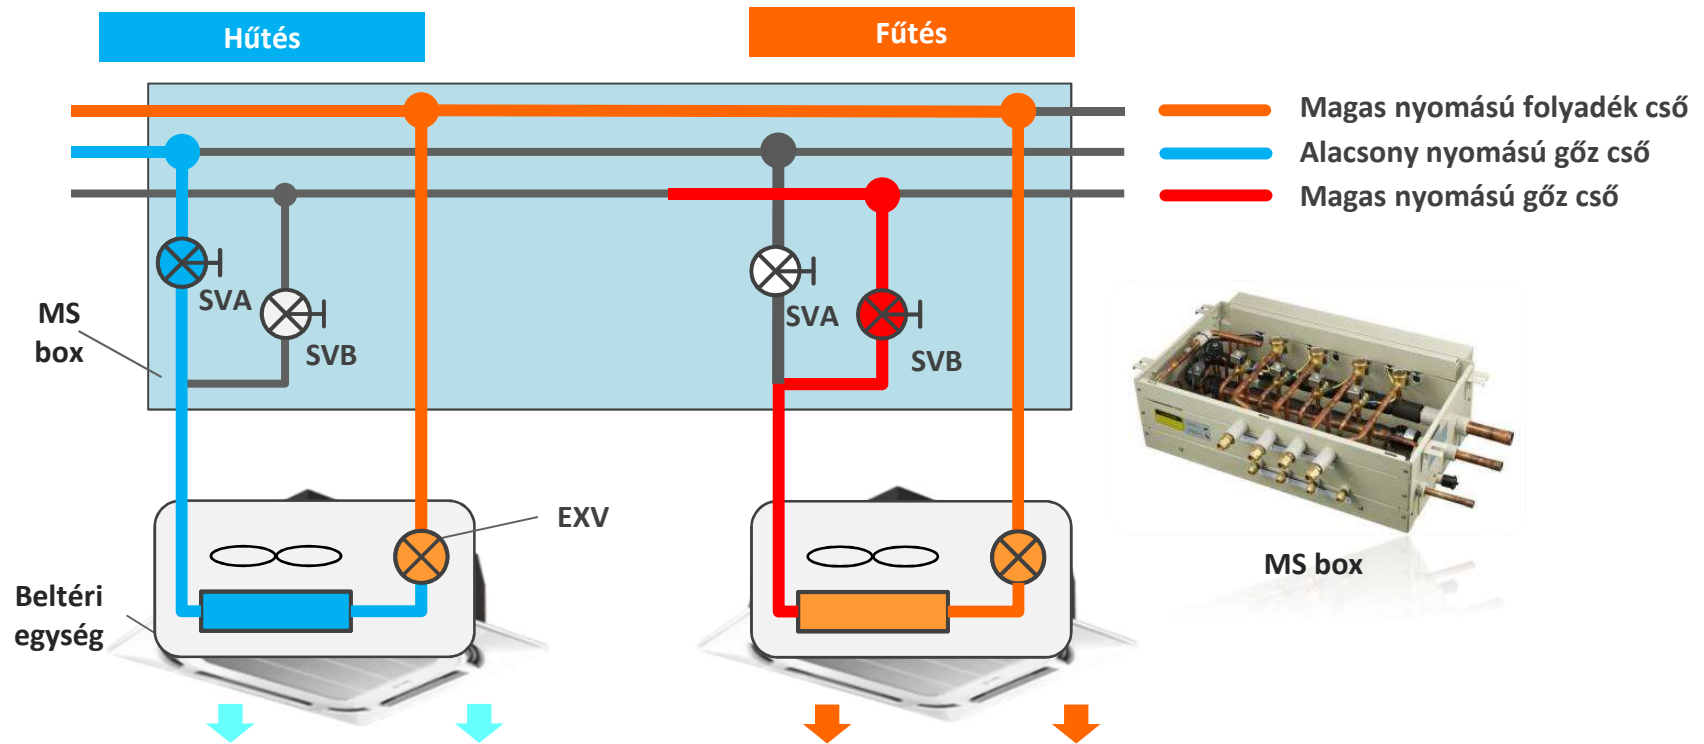 Hűtés
Fűtés
Magas nyomású folyadék cső
Alacsony nyomású gőz cső
Magas nyomású gőz cső
SVA
SVB
SVA
SVB
MS
box
EXV
MS box
Beltéri
egység